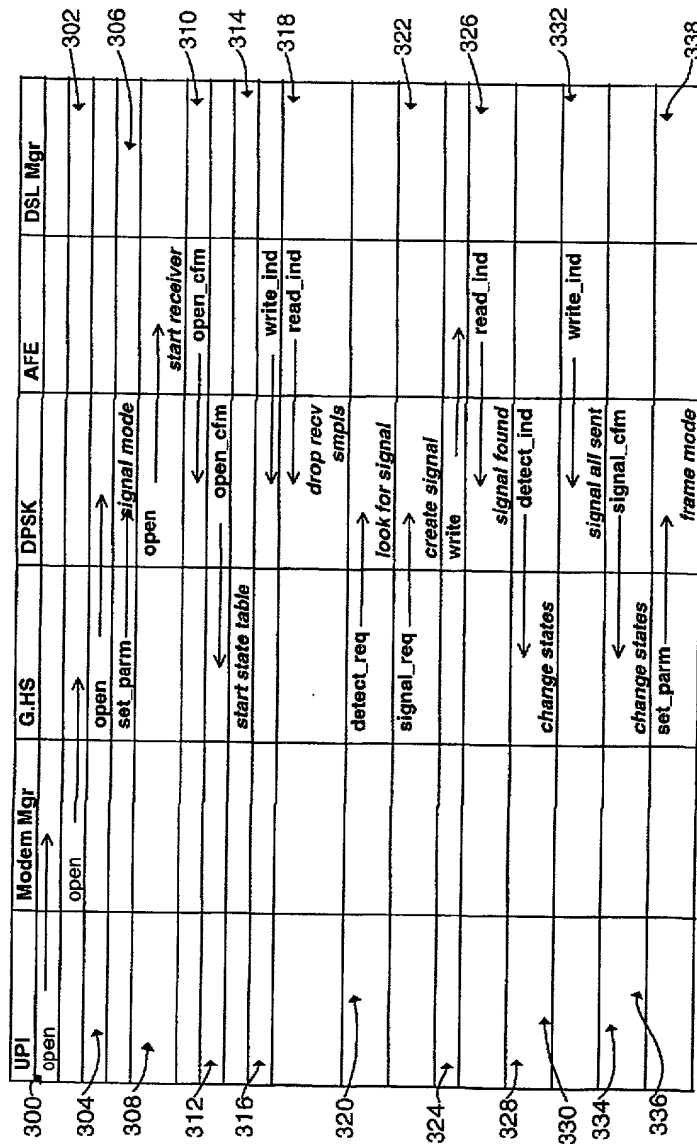 UPI Modem Mgr G.HS DPSK AFE DSL Mgr
300
open
302
open
304
open
306
set_parm signal mode
308
open
start receiver
310
open_cfm
312
open_cfm
314
start state table
316
write_ind
318
read_ind
drop recv
smpls
320
detect_req
look for signal
322
signal_req
create signal
324
write
326
read_ind
signal found
328
detect_ind
330
change states
332
write_ind
signal all sent
334
signal_cfm
change states
336
set_parm
338
frame mode